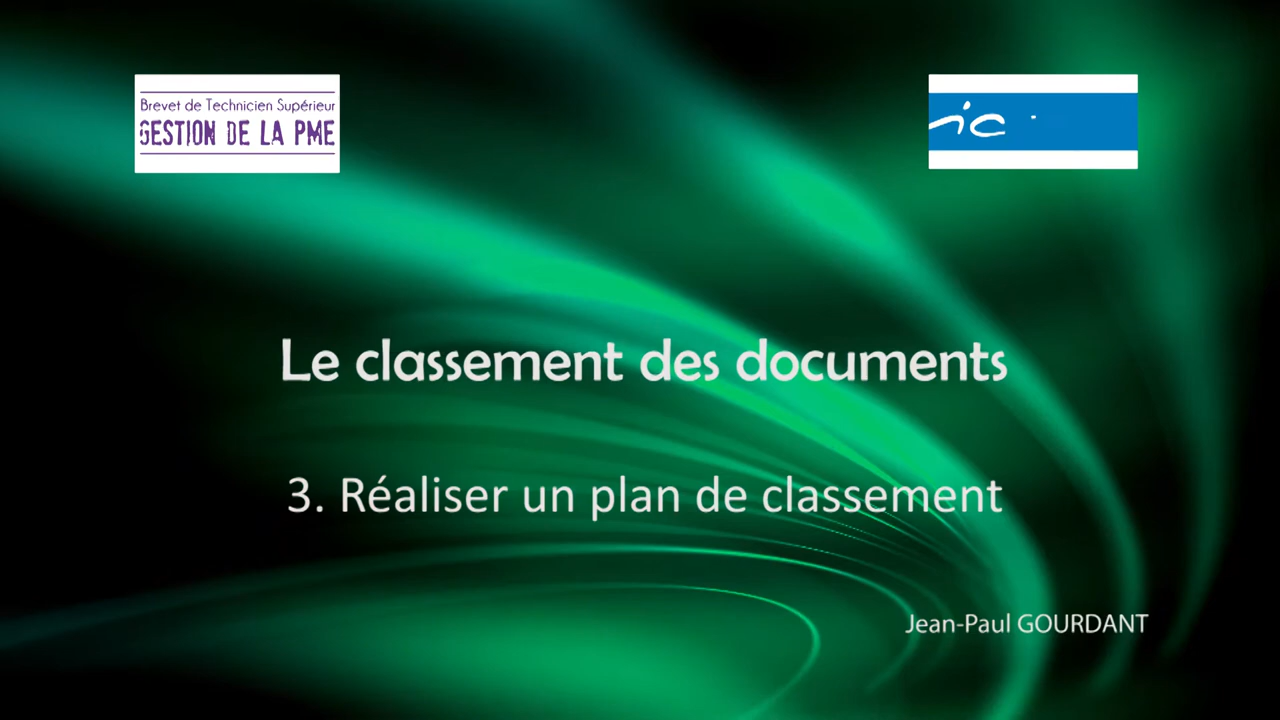 Brevet de Technicien Supérieur
GESTION DE LA PME
Le classement des documents
3. Réaliser un plan de classement
Jean-Paul GOURDANT